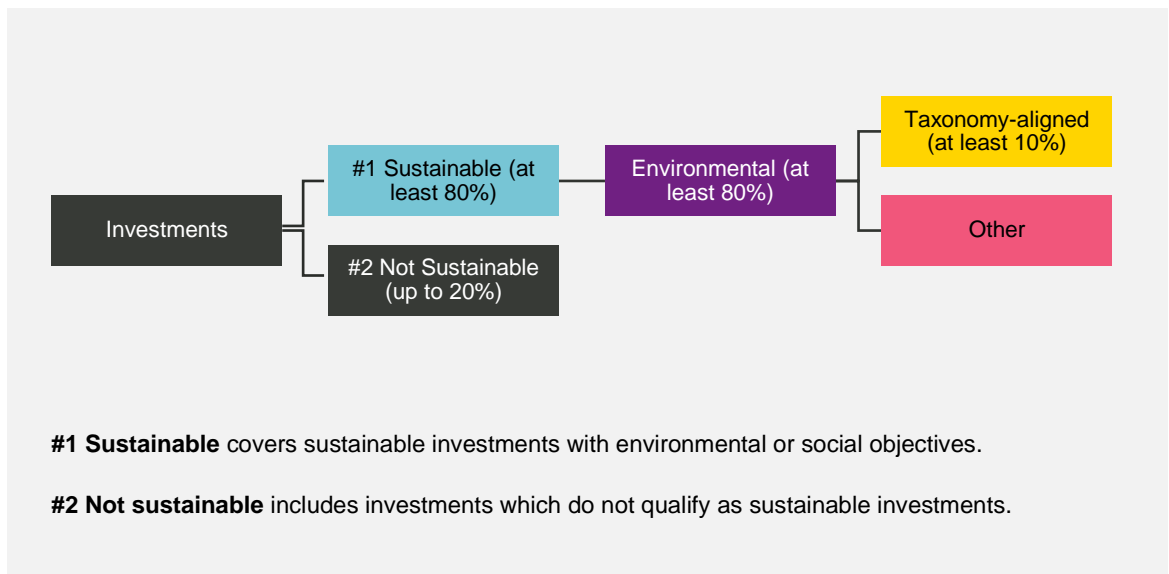 Taxonomy-aligned
(at least 10%)
#1 Sustainable (at
least 80%)
Environmental (at
least 80%)
Investments
Other
#2 Not Sustainable
(up to 20%)
#1 Sustainable covers sustainable investments with environmental or social objectives.
#2 Not sustainable includes investments which do not qualify as sustainable investments.